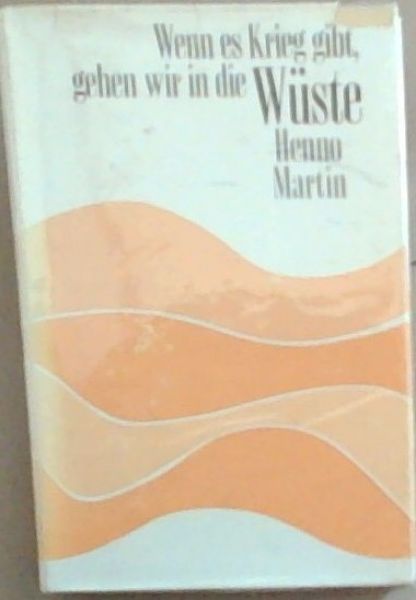 Wenn es Krieg gibt,
gehen wir in die Wüste
Henno
Martin